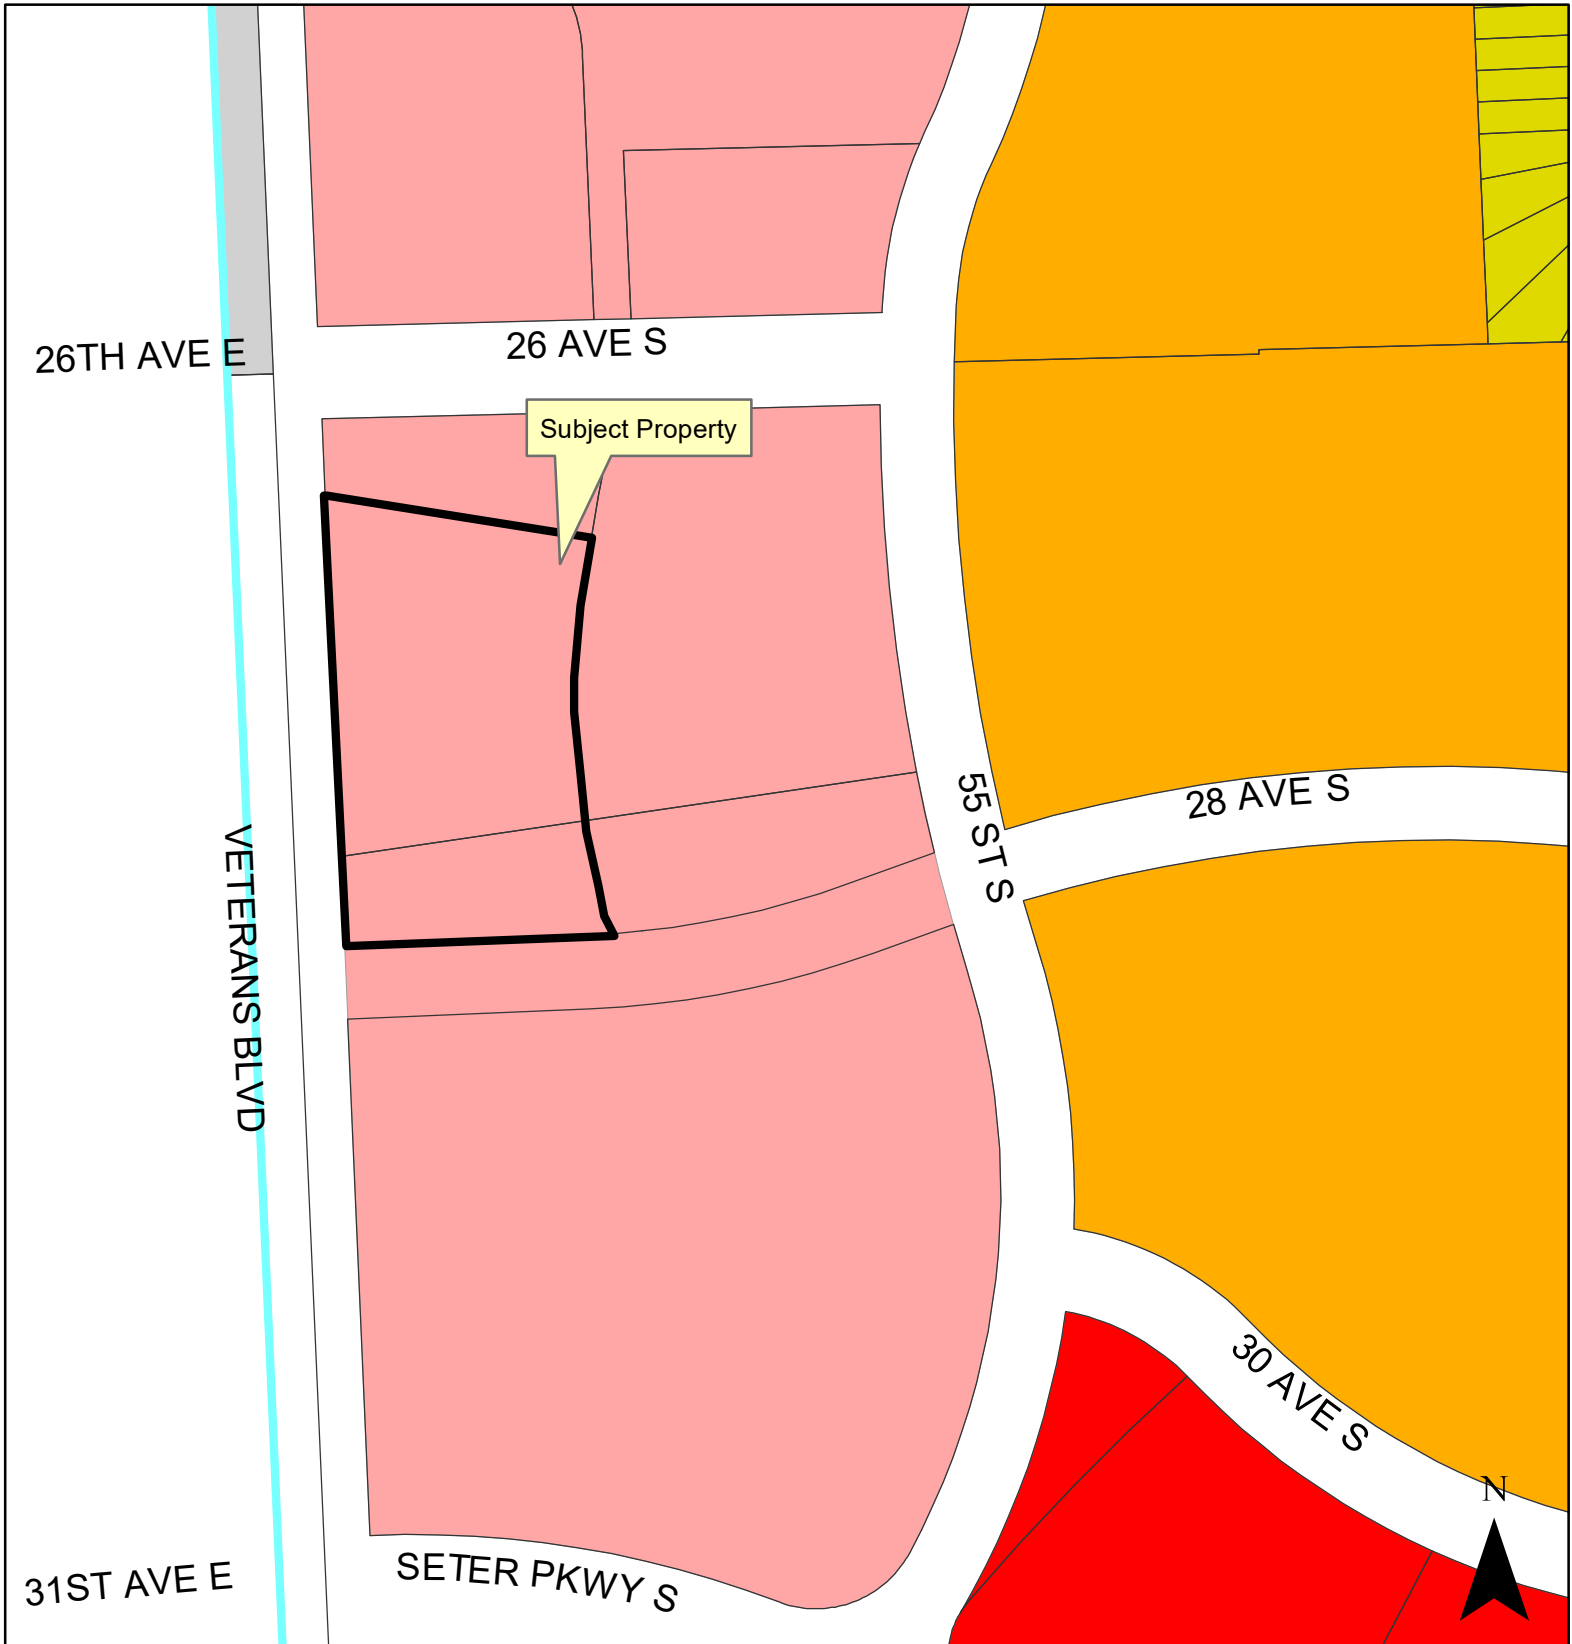 26TH AVE E
26 AVE S
Subject Property
55 ST S
28 AVE S
VETERANS BLVD
30 AVE S
N
31ST AVE E
SETER PKWY S